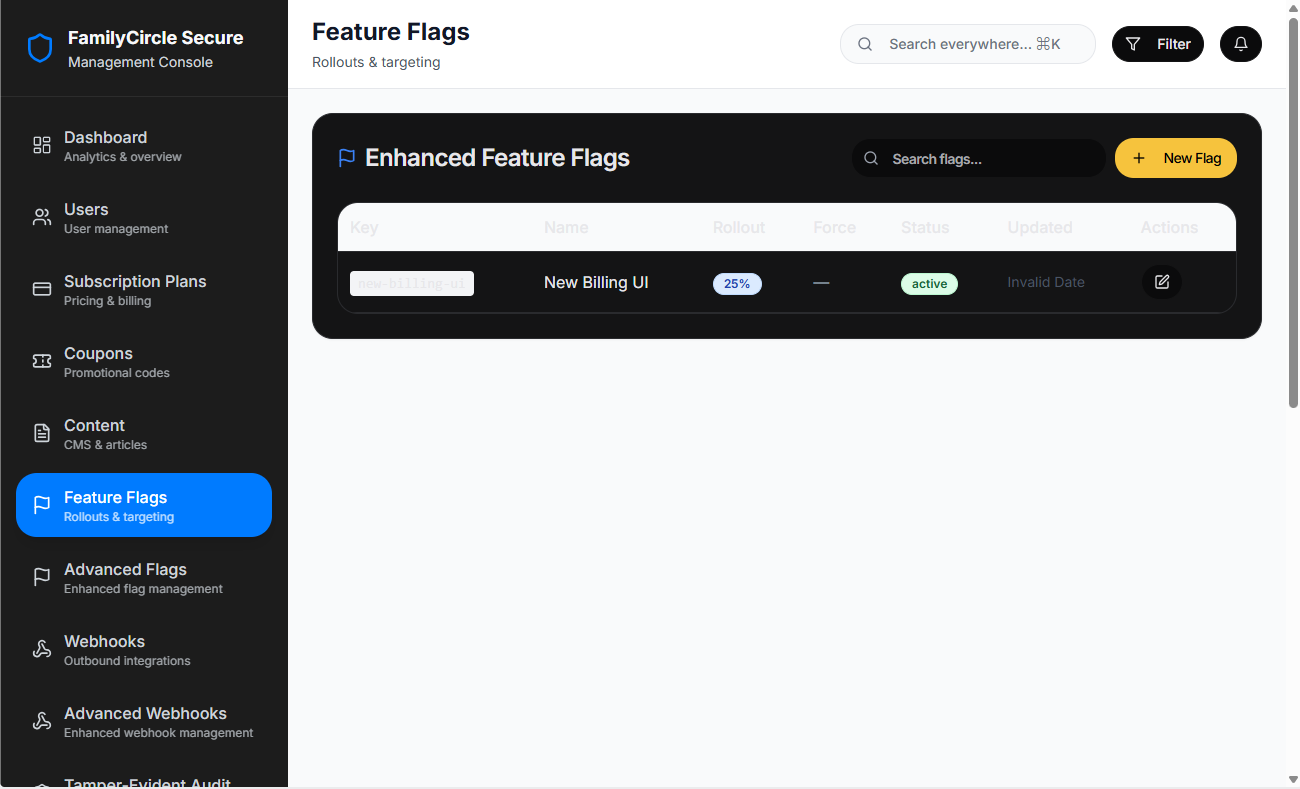 FamilyCircle Secure
Management Console
Dashboard
Analytics & overview
Users
User management
Subscription Plans
Pricing & billing
Coupons
Promotional codes
Content
CMS & articles
Feature Flags
Rollouts & targeting
Advanced Flags
Enhanced flag management
Webhooks
Outbound integrations
Advanced Webhooks
Enhanced webhook management
Tamper-Evident Audit
Feature Flags
Rollouts & targeting
Search everywhere... ⌘K
Filter
Enhanced Feature Flags
Search flags...
+ New Flag
Key Name Rollout Force Status Updated Actions
new-billing-ui New Billing UI 25% — active Invalid Date